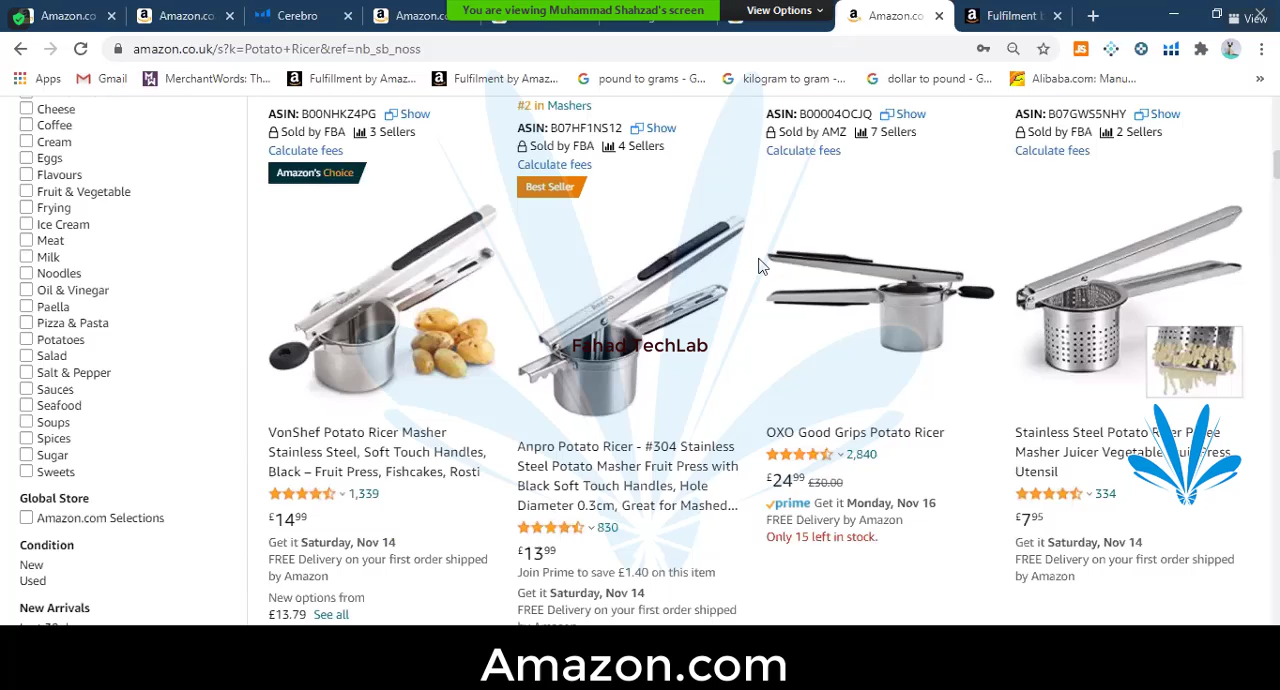 You are viewing Muhammad Shahzad's screen
View Options
View
Amazon.co
Amazon.co
Cerebro
Amazon.co
Amazon.co
Fulfilment b
amazon.co.uk/s?k=Potato+Ricer&ref=nb_sb_noss
Apps
Gmail
MerchantWords: Th...
Fulfillment by Amaz...
Fulfilment by Amaz...
pound to grams - G...
kilogram to gram -...
dollar to pound - G...
Alibaba.com: Manu...
Cheese
Coffee
Cream
Eggs
Flavours
Fruit & Vegetable
Frying
Ice Cream
Meat
Milk
Noodles
Oil & Vinegar
Paella
Pizza & Pasta
Potatoes
Salad
Salt & Pepper
Sauces
Seafood
Soups
Spices
Sugar
Sweets
Global Store
Amazon.com Selections
Condition
New
Used
New Arrivals
ASIN: B00NHKZ4PG Show
Sold by FBA 3 Sellers
Calculate fees
Amazon's Choice
VonShef Potato Ricer Masher
Stainless Steel, Soft Touch Handles,
Black – Fruit Press, Fishcakes, Rosti
1,339
£14.99
Get it Saturday, Nov 14
FREE Delivery on your first order shipped
by Amazon
New options from
£13.79 See all
#2 in Mashers
ASIN: B07HF1NS12 Show
Sold by FBA 4 Sellers
Calculate fees
Best Seller
Anpro Potato Ricer - #304 Stainless
Steel Potato Masher Fruit Press with
Black Soft Touch Handles, Hole
Diameter 0.3cm, Great for Mashed...
830
£13.99
Join Prime to save £1.40 on this item
Get it Saturday, Nov 14
FREE Delivery on your first order shipped
by Amazon
ASIN: B00004OCJQ Show
Sold by AMZ 7 Sellers
Calculate fees
OXO Good Grips Potato Ricer
2,840
£24.99 £30.00
prime Get it Monday, Nov 16
FREE Delivery by Amazon
Only 15 left in stock.
ASIN: B07GW55NHY Show
Sold by FBA 2 Sellers
Calculate fees
Stainless Steel Potato Ricer
Masher Juicer Vegetable Fruit Press
Utensil
334
£7.95
Get it Saturday, Nov 14
FREE Delivery on your first order shipped
by Amazon
Fahad TechLab
Amazon.com